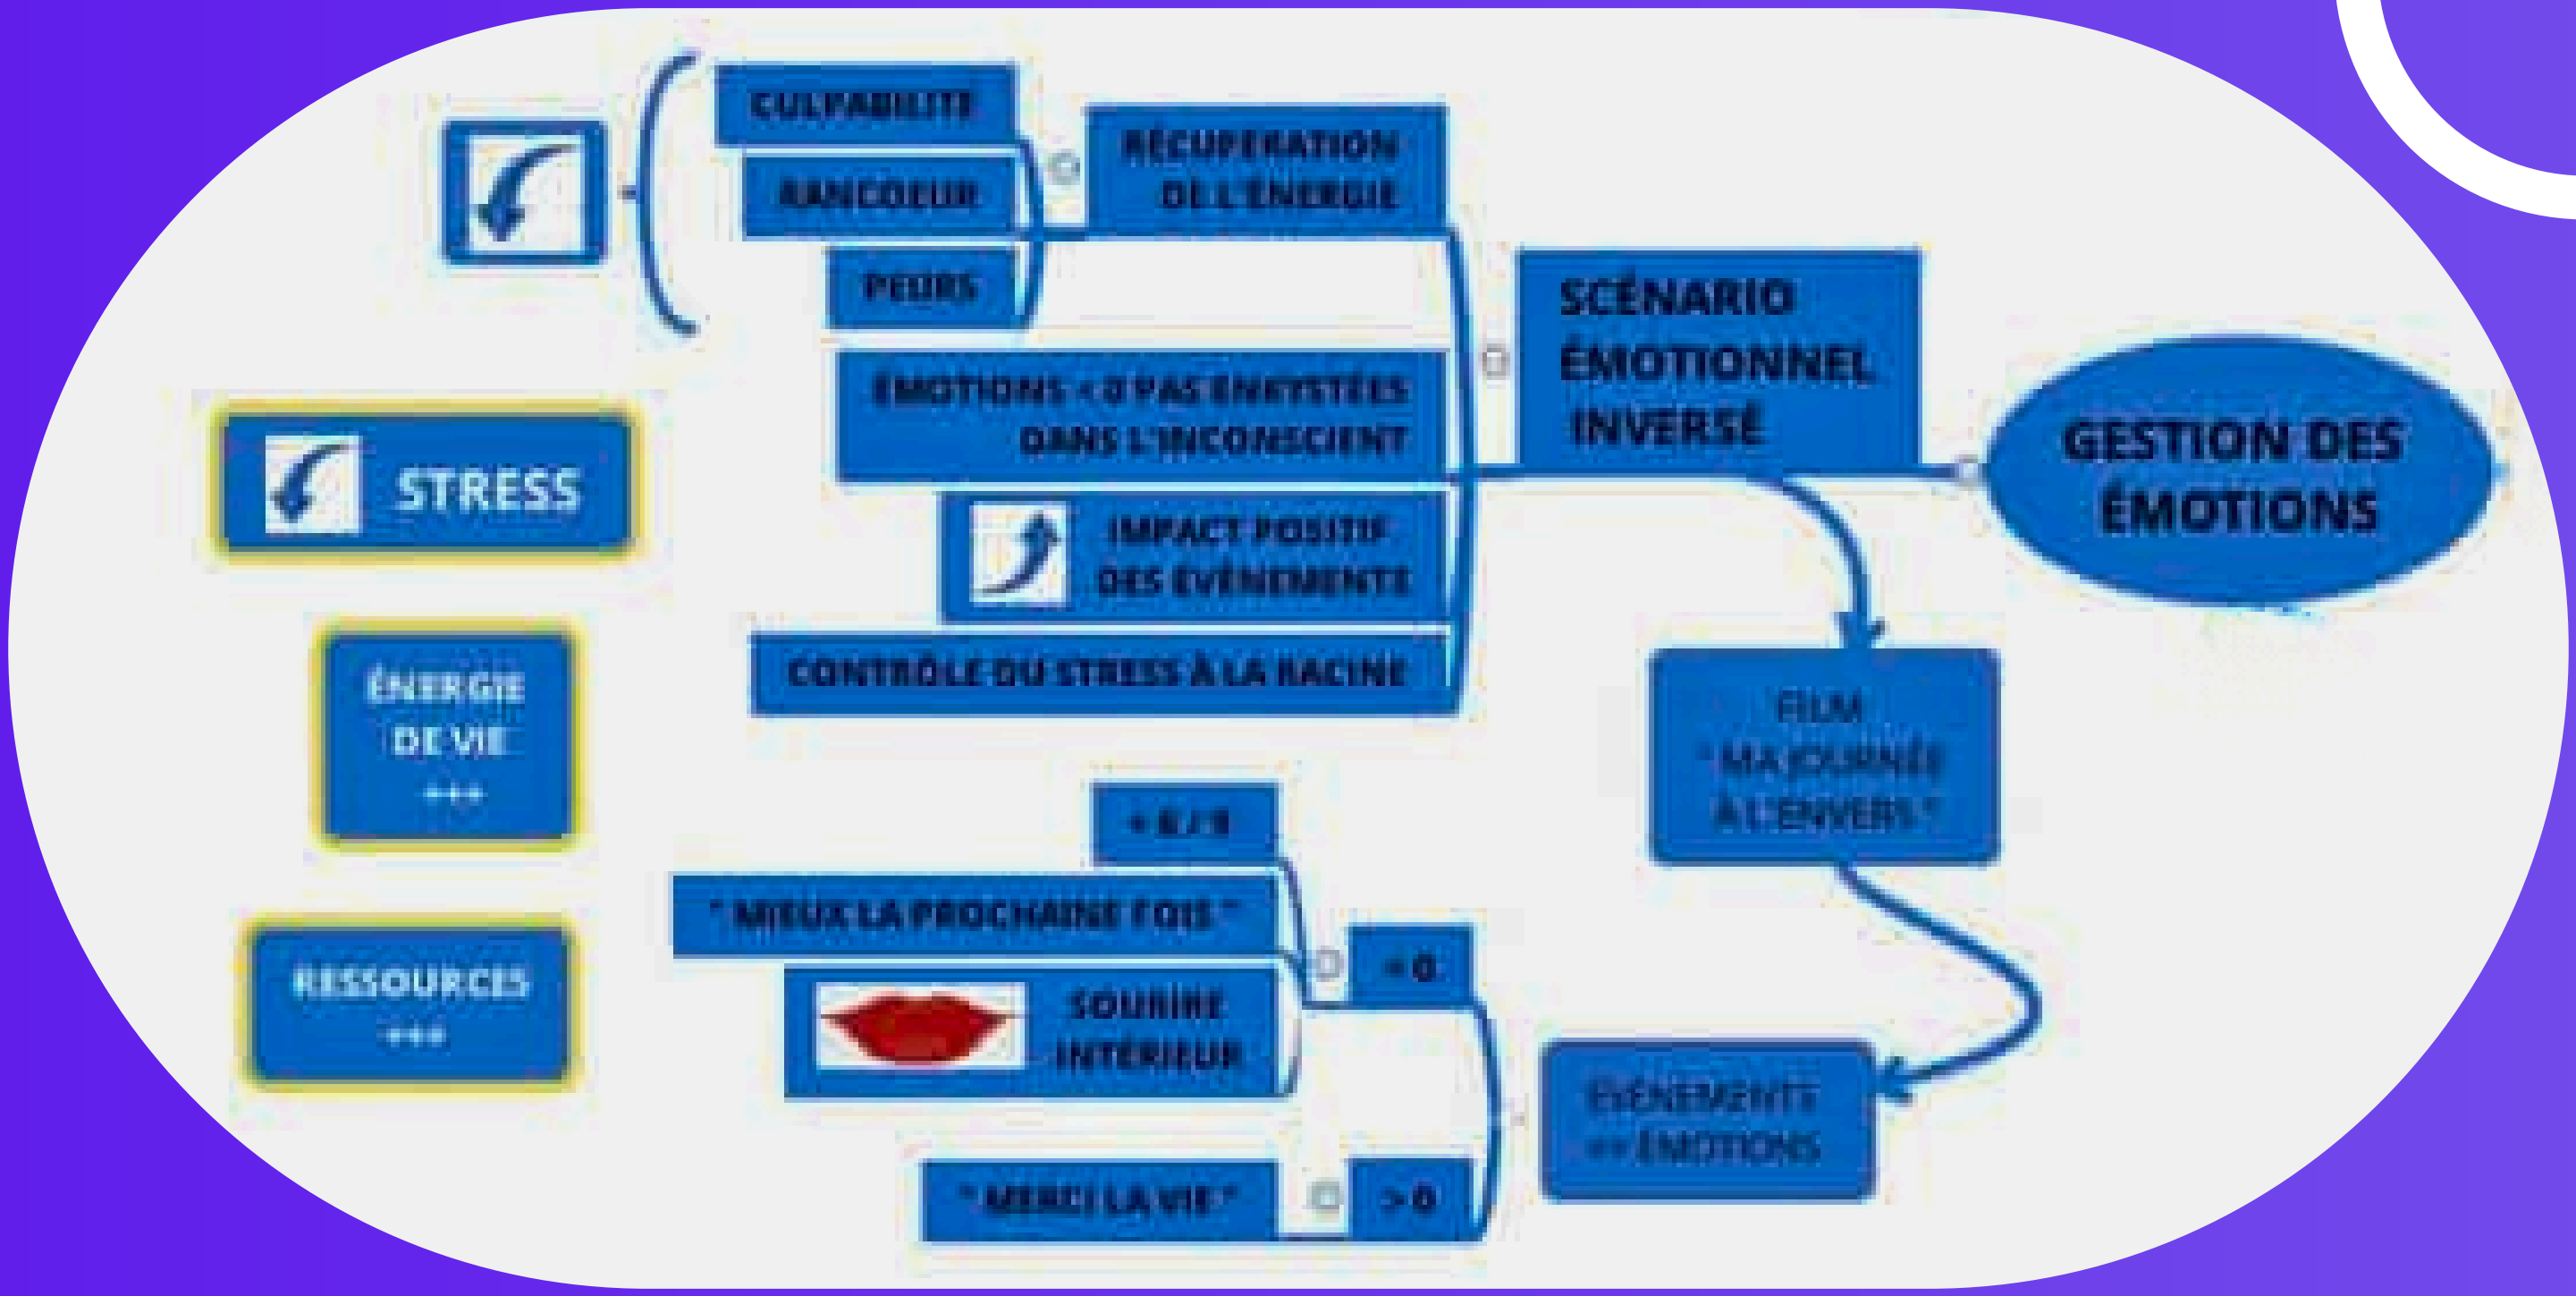 CULPABILITÉ
RANCOEUR
PEURS
RÉCUPÉRATION
DE L'ÉNERGIE
ÉMOTIONS < 0 PAS ENKYSTÉES
DANS L'INCONSCIENT
IMPACT POSITIF
DES ÉVÉNEMENTS
CONTRÔLE DU STRESS À LA RACINE
SCÉNARIO
ÉMOTIONNEL
INVERSÉ
GESTION DES
ÉMOTIONS
STRESS
ÉNERGIE
DE VIE
+++
RESSOURCES
+++
FILM
" MA JOURNÉE
À L'ENVERS "
" MIEUX LA PROCHAINE FOIS "
SOURIRE
INTÉRIEUR
< 0
" MERCI LA VIE "
> 0
ÉVÉNEMENTS
ÉMOTIONS